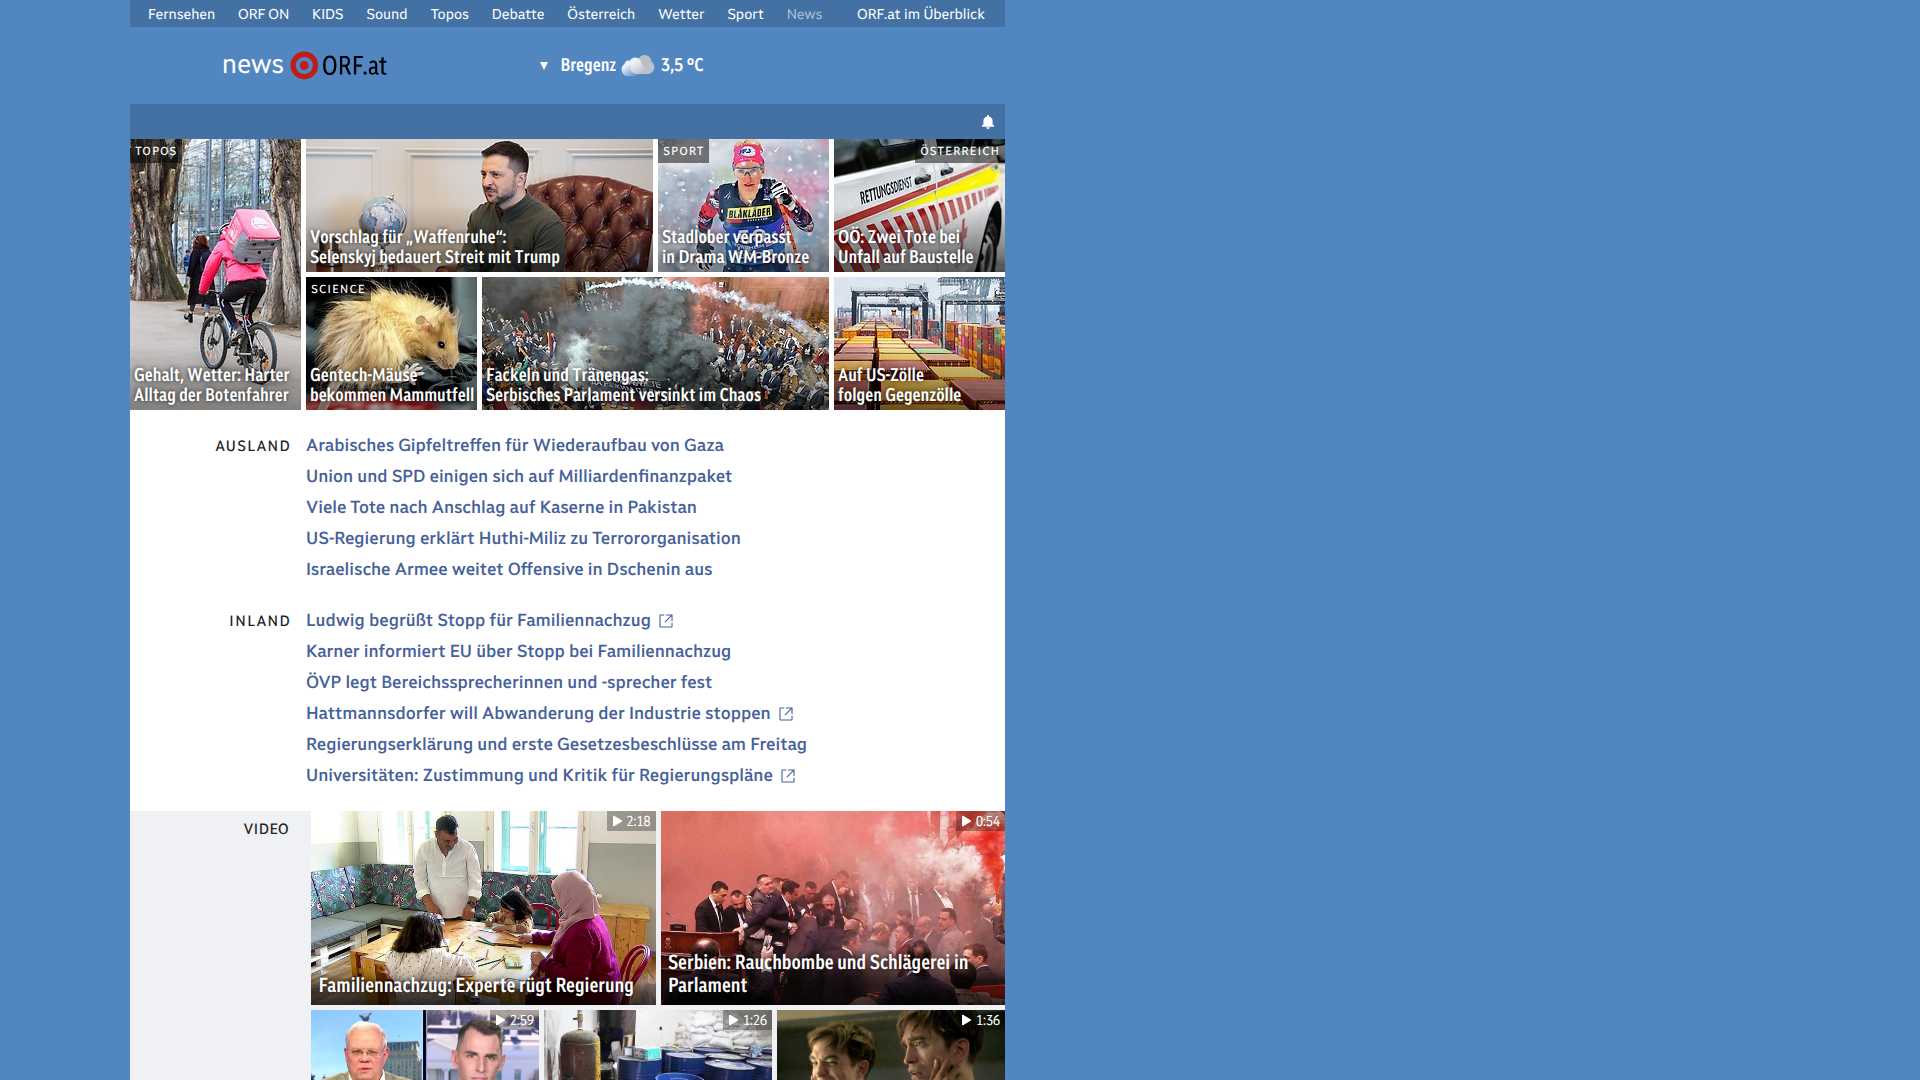 Fernsehen ORF ON KIDS Sound Topos Debatte Österreich Wetter Sport News ORF.at im Überblick
news ORF.at
Bregenz 3,5 °C
TOPOS
Gehalt, Wetter: Harter
Alltag der Botenfahrer
Vorschlag für „Waffenruhe“:
Selenskyj bedauert Streit mit Trump
SPORT
BLÅKLÄDER
Stadlober verpasst
in Drama WM-Bronze
ÖSTERREICH
RETTUNGSDIENST
OÖ: Zwei Tote bei
Unfall auf Baustelle
SCIENCE
Gentech-Mäuse
bekommen Mammutfell
Fackeln und Tränengas:
Serbisches Parlament versinkt im Chaos
Auf US-Zölle
folgen Gegenzölle
AUSLAND
Arabisches Gipfeltreffen für Wiederaufbau von Gaza
Union und SPD einigen sich auf Milliardenfinanzpaket
Viele Tote nach Anschlag auf Kaserne in Pakistan
US-Regierung erklärt Huthi-Miliz zu Terrororganisation
Israelische Armee weitet Offensive in Dschenin aus
INLAND
Ludwig begrüßt Stopp für Familiennachzug
Karner informiert EU über Stopp bei Familiennachzug
ÖVP legt Bereichssprecherinnen und -sprecher fest
Hattmannsdorfer will Abwanderung der Industrie stoppen
Regierungserklärung und erste Gesetzesbeschlüsse am Freitag
Universitäten: Zustimmung und Kritik für Regierungspläne
VIDEO
2:18
Familiennachzug: Experte rügt Regierung
0:54
Serbien: Rauchbombe und Schlägerei in
Parlament
2:59
1:26
1:36